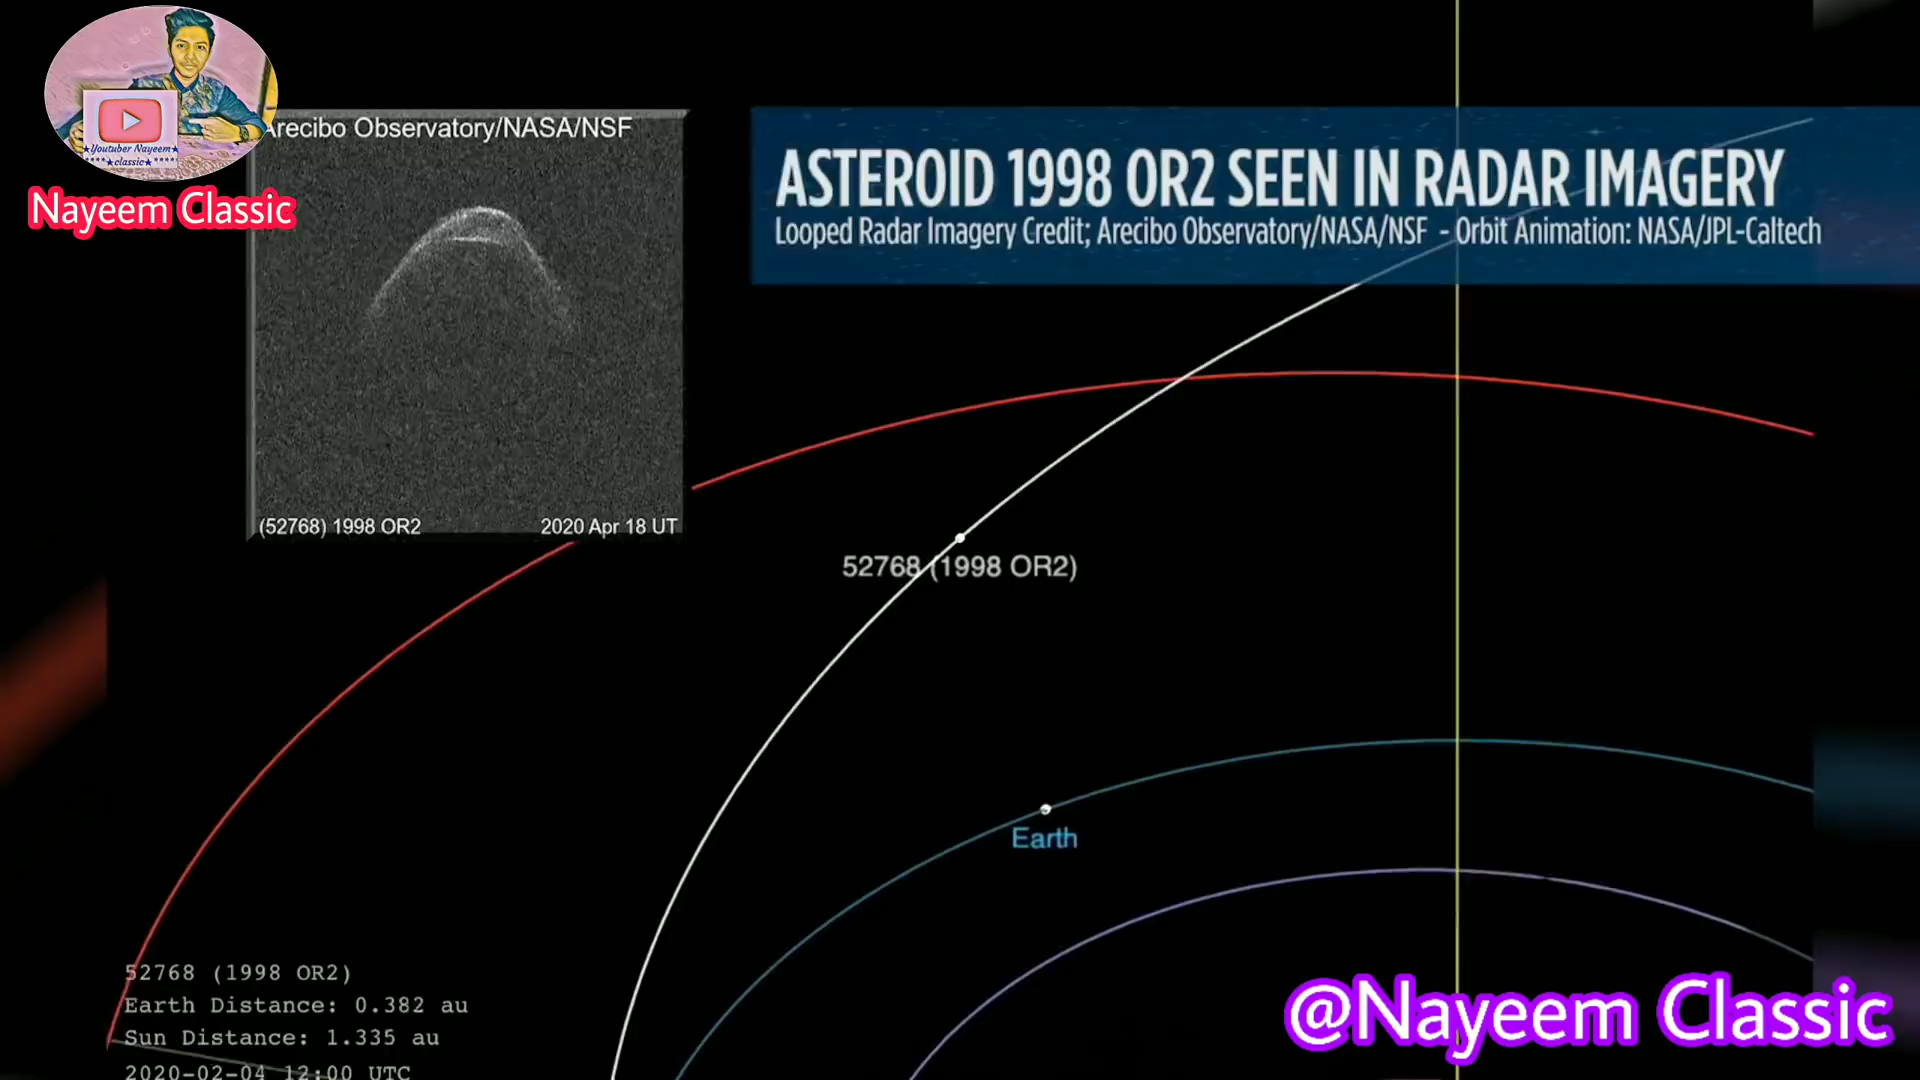 ★Youtuber Nayeem★
****★classic★*****
Nayeem Classic
Arecibo Observatory/NASA/NSF
(52768) 1998 OR2
2020 Apr 18 UT
ASTEROID 1998 OR2 SEEN IN RADAR IMAGERY
Looped Radar Imagery Credit; Arecibo Observatory/NASA/NSF - Orbit Animation: NASA/JPL-Caltech
52768 (1998 OR2)
Earth
52768 (1998 OR2)
Earth Distance: 0.382 au
Sun Distance: 1.335 au
2020-02-04 12:00 UTC
@Nayeem Classic